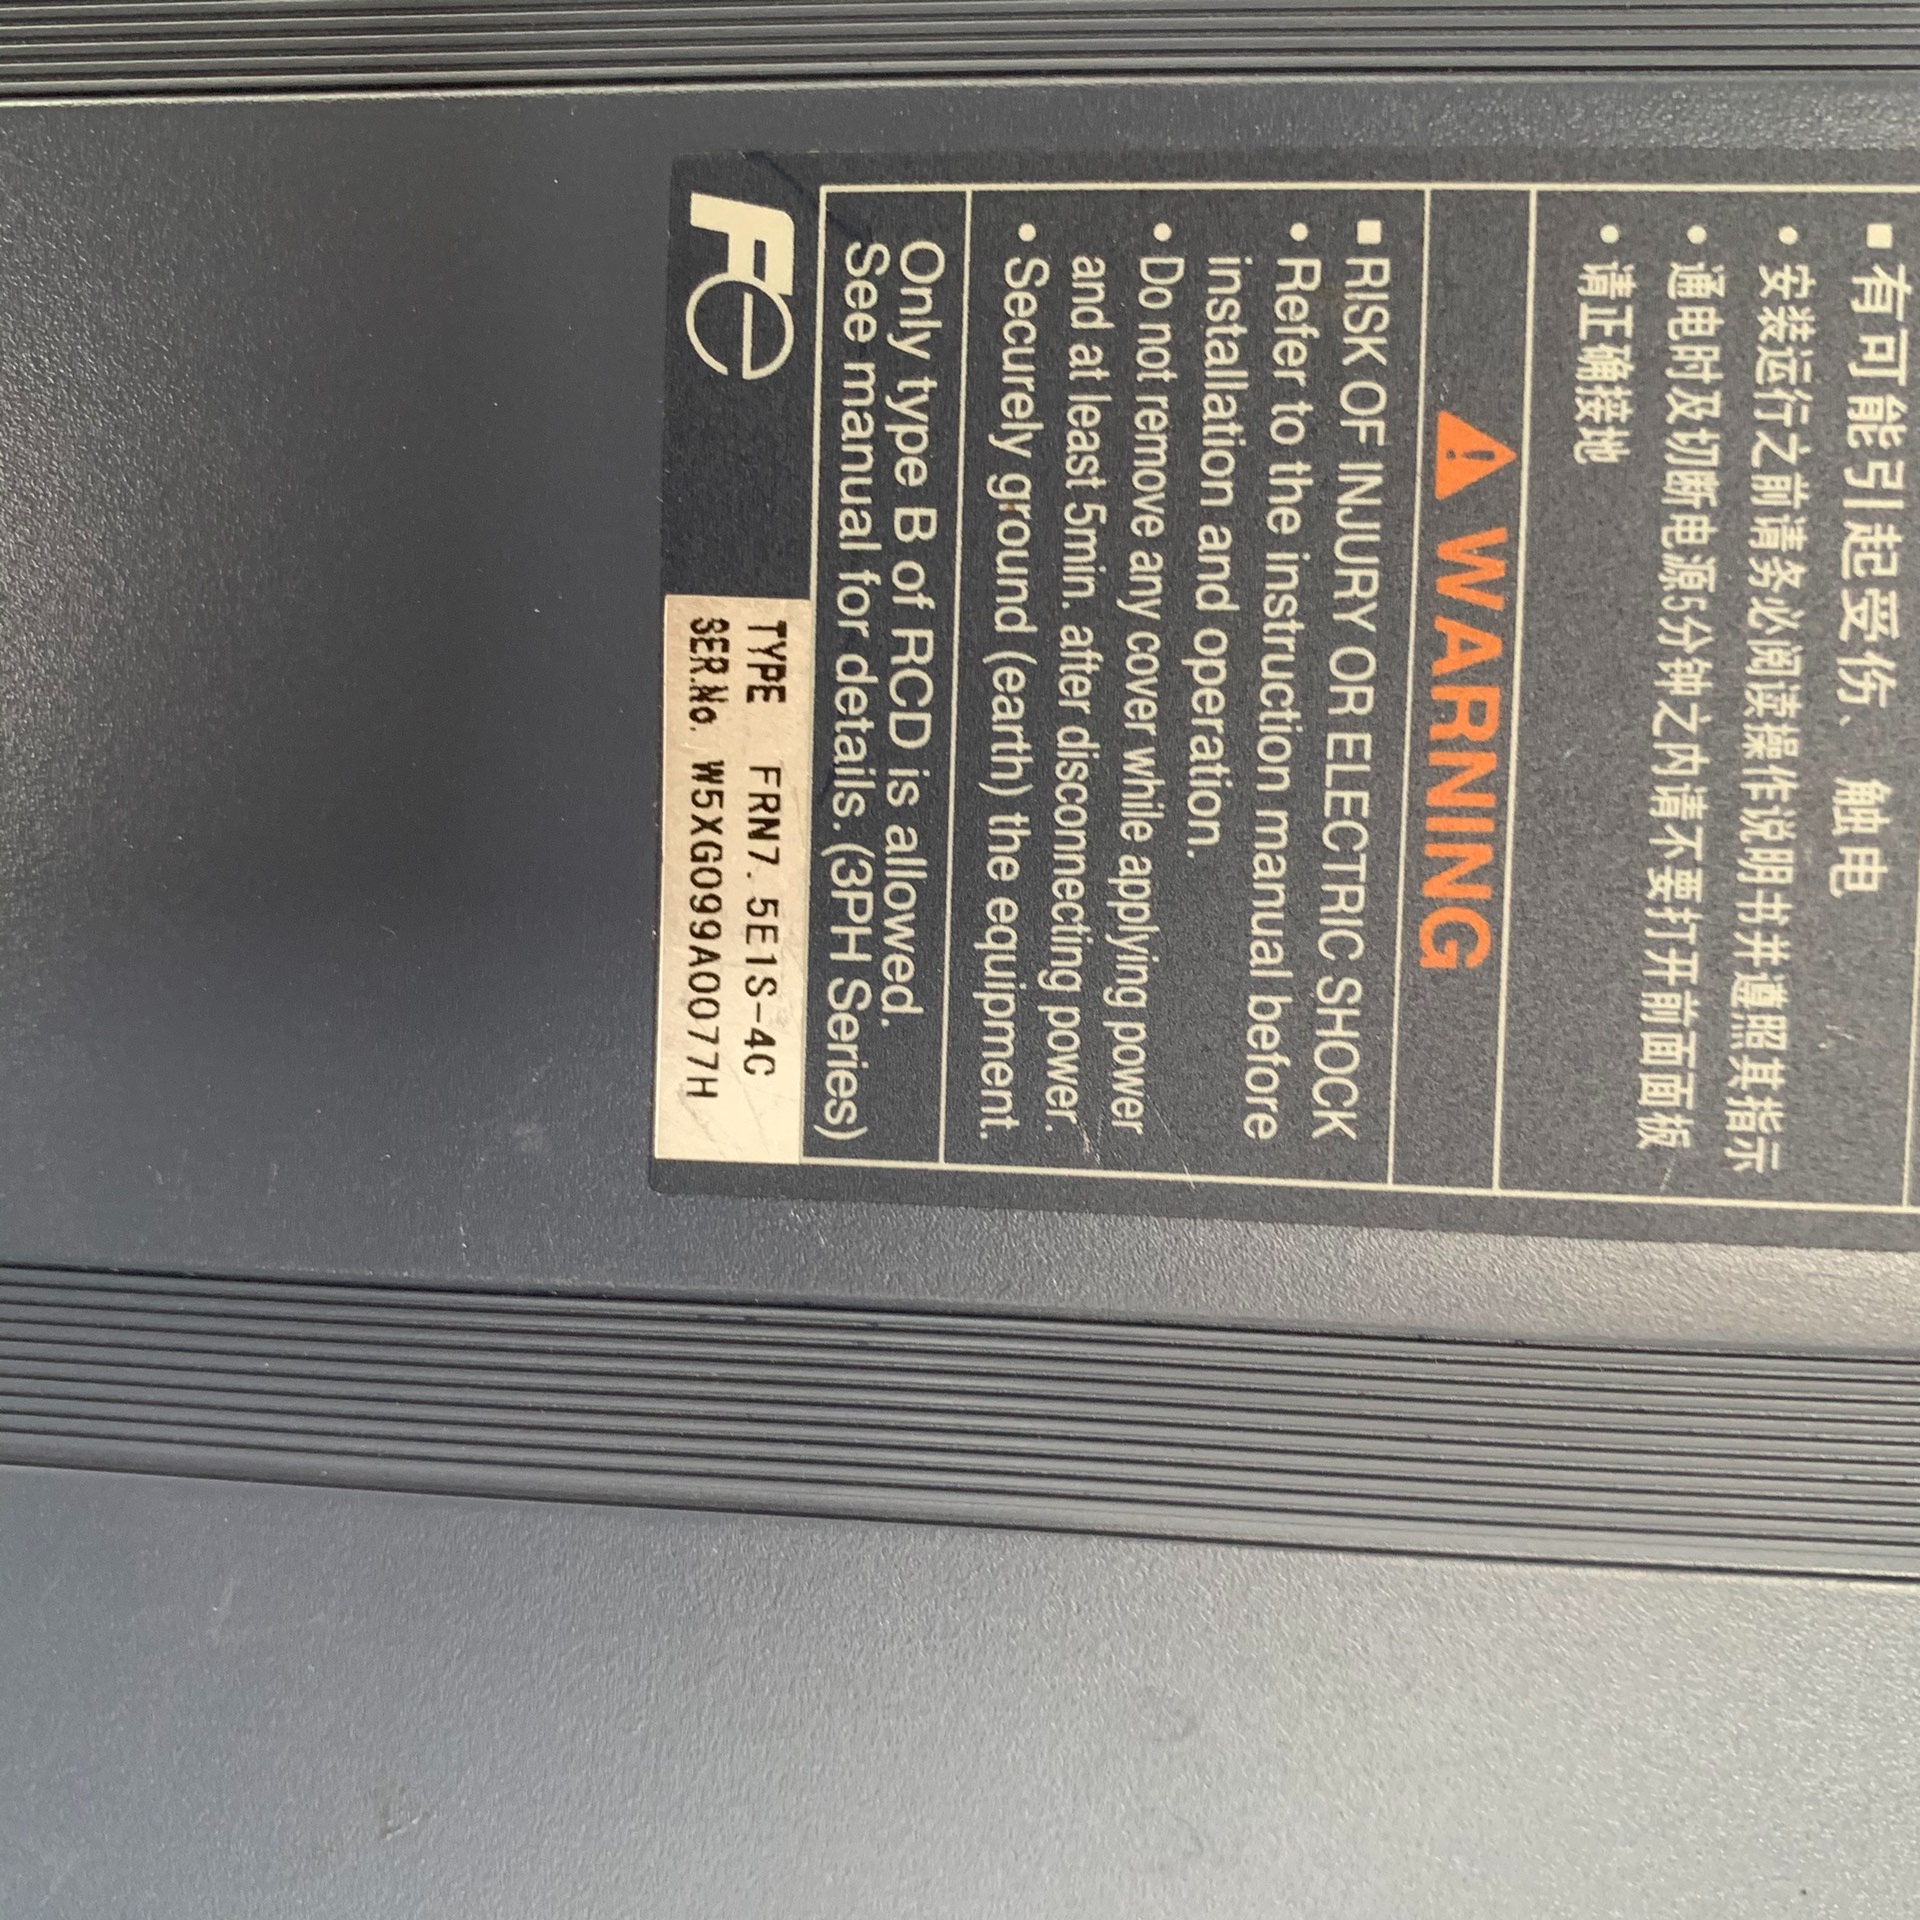 ■ 有可能引起受伤、触电
• 安装运行之前请务必阅读操作说明书并遵照其指示
• 通电时及切断电源5分钟之内请不要打开前面面板
• 请正确接地
WARNING
■ RISK OF INJURY OR ELECTRIC SHOCK
• Refer to the instruction manual before
installation and operation.
• Do not remove any cover while applying power
and at least 5min. after disconnecting power.
• Securely ground (earth) the equipment.
Only type B of RCD is allowed.
See manual for details. (3PH Series)
Fe
TYPE FRN7.5E1S-4C
SER.No. W5XG099A0077H